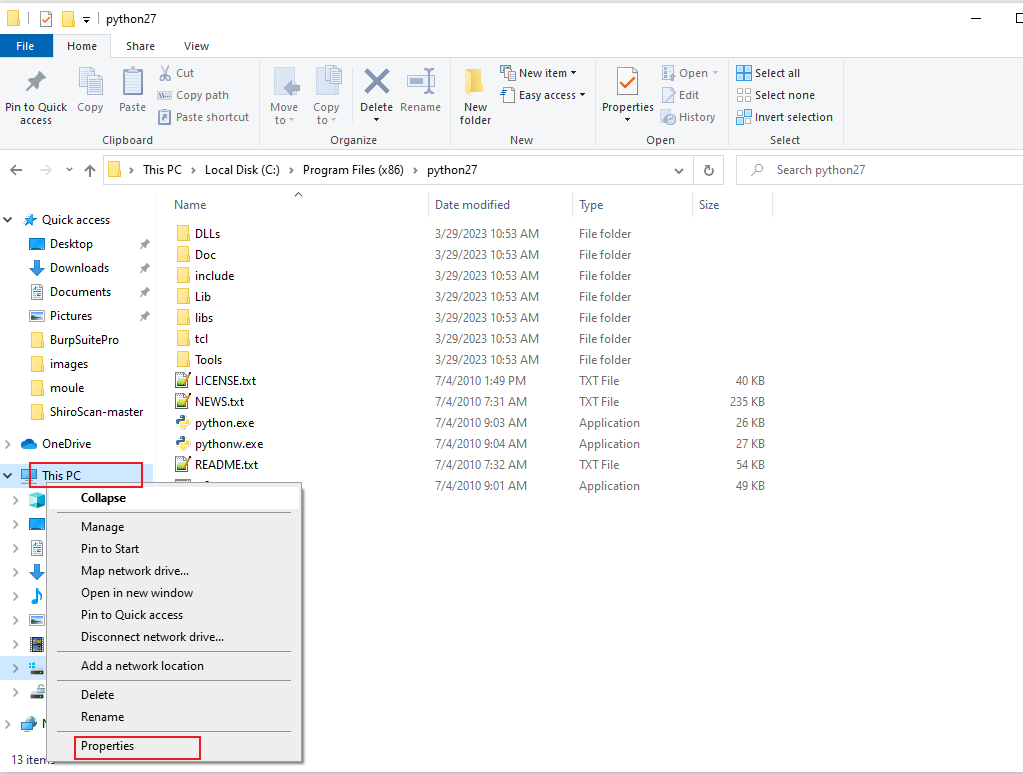 python27
File Home Share View
Pin to Quick access
Copy
Paste
Cut
Copy path
Paste shortcut
Clipboard
Move to
Copy to
Delete
Rename
Organize
New folder
New item
Easy access
New
Properties
Open
Edit
History
Open
Select all
Select none
Invert selection
Select
This PC > Local Disk (C:) > Program Files (x86) > python27
Search python27
Name Date modified Type Size
Quick access
Desktop
Downloads
Documents
Pictures
BurpSuitePro
images
moule
ShiroScan-master
OneDrive
This PC
DLLs 3/29/2023 10:53 AM File folder
Doc 3/29/2023 10:53 AM File folder
include 3/29/2023 10:53 AM File folder
Lib 3/29/2023 10:53 AM File folder
libs 3/29/2023 10:53 AM File folder
tcl 3/29/2023 10:53 AM File folder
Tools 3/29/2023 10:53 AM File folder
LICENSE.txt 7/4/2010 1:49 PM TXT File 40 KB
NEWS.txt 7/4/2010 7:31 AM TXT File 235 KB
python.exe 7/4/2010 9:03 AM Application 26 KB
pythonw.exe 7/4/2010 9:04 AM Application 27 KB
README.txt 7/4/2010 7:32 AM TXT File 54 KB
7/4/2010 9:01 AM Application 49 KB
Collapse
Manage
Pin to Start
Map network drive...
Open in new window
Pin to Quick access
Disconnect network drive...
Add a network location
Delete
Rename
Properties
13 items